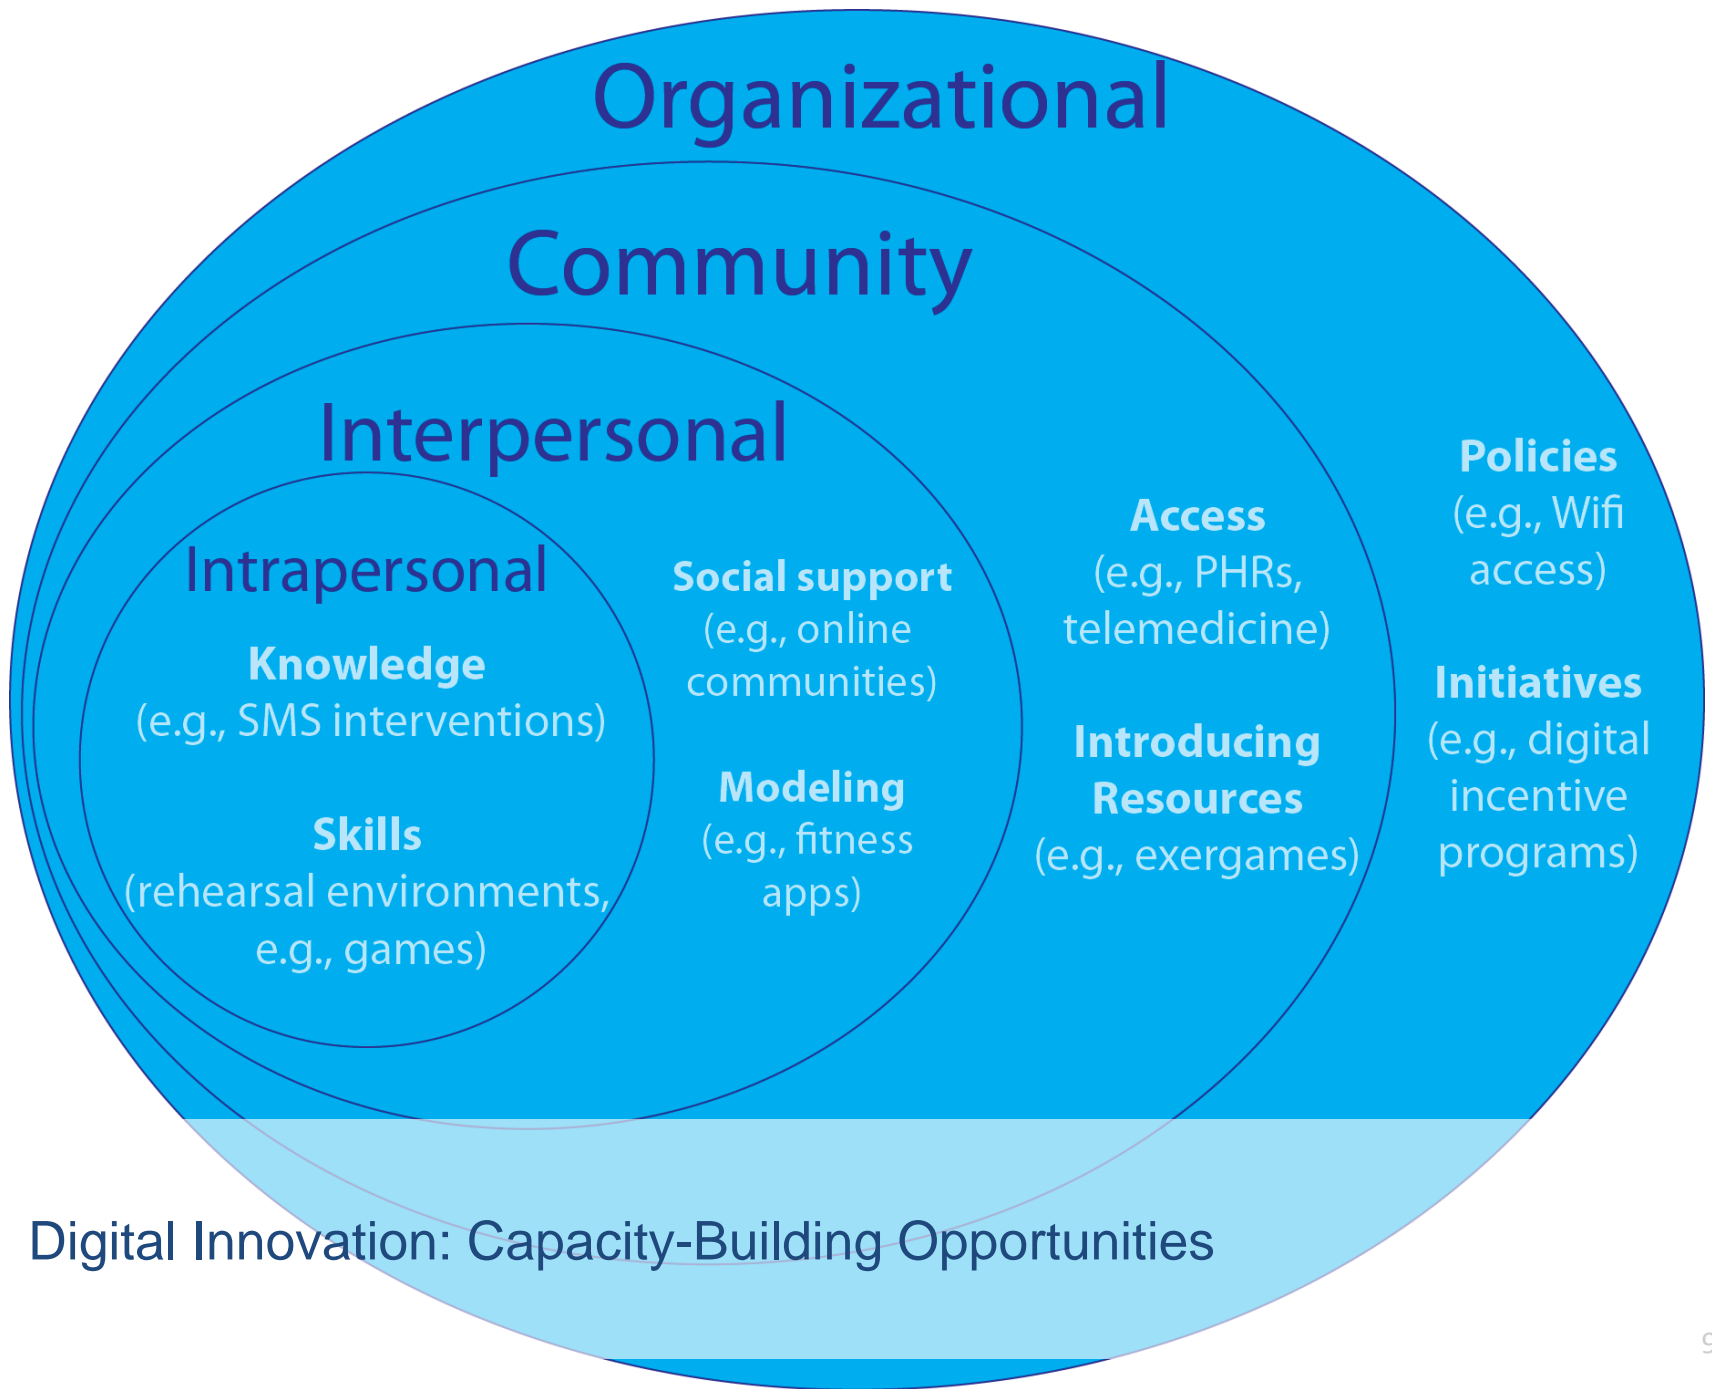 Organizational
Community
Interpersonal
Intrapersonal
Knowledge
(e.g., SMS interventions)
Skills
(rehearsal environments,
e.g., games)
Social support
(e.g., online
communities)
Modeling
(e.g., fitness
apps)
Access
(e.g., PHRs,
telemedicine)
Introducing
Resources
(e.g., exergames)
Policies
(e.g., Wifi
access)
Initiatives
(e.g., digital
incentive
programs)
Digital Innovation: Capacity-Building Opportunities
9